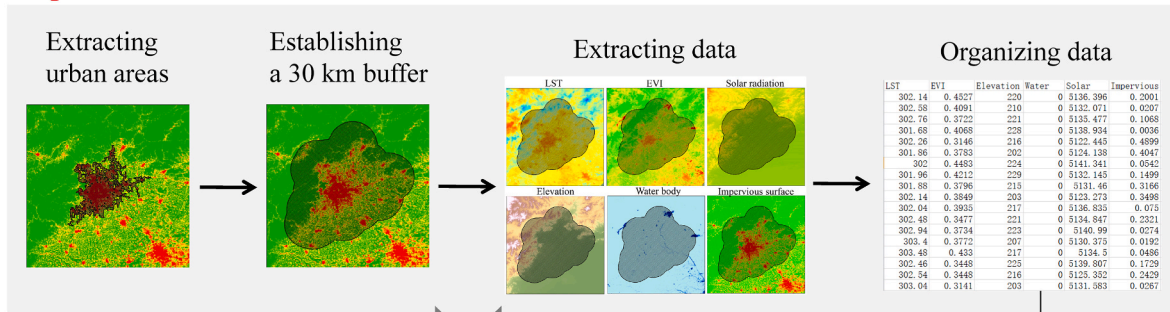 Extracting
urban areas
Establishing
a 30 km buffer
Extracting data
LST EVI Solar radiation
Elevation Water body Impervious surface
Organizing data
LST EVI Elevation Water Solar Impervious
302.14 0.4527 220 0 5136.396 0.2001
302.58 0.4091 210 0 5132.071 0.0207
302.76 0.3722 221 0 5135.477 0.1068
301.68 0.4068 228 0 5138.934 0.0036
302.26 0.3146 216 0 5122.445 0.4899
301.86 0.3783 202 0 5124.138 0.4047
302 0.4483 224 0 5141.341 0.0542
301.96 0.4212 229 0 5132.145 0.1499
301.88 0.3796 215 0 5131.46 0.3166
302.14 0.3849 203 0 5123.273 0.3498
302.04 0.3935 217 0 5136.835 0.075
302.48 0.3477 221 0 5134.847 0.2321
302.94 0.3734 223 0 5140.99 0.0274
303.4 0.3772 207 0 5130.375 0.0192
303.48 0.433 217 0 5134.5 0.0486
302.46 0.3448 225 0 5139.807 0.1729
302.54 0.3448 216 0 5125.352 0.2429
303.04 0.3141 203 0 5131.583 0.0267